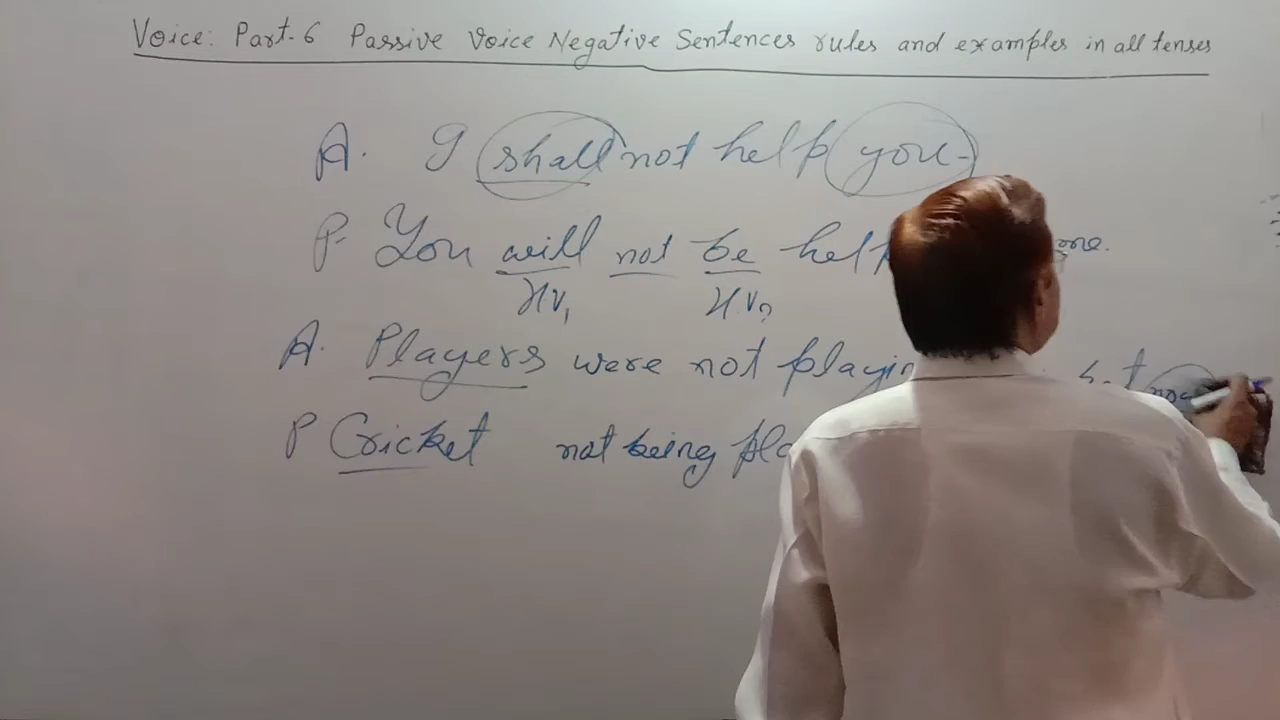 Voice: Part-6 Passive Voice Negative Sentences rules and examples in all tenses
A. I shall not help you.
P. You will not be help me.
HV1 HV2
A. Players were not playin
P Cricket not being pla